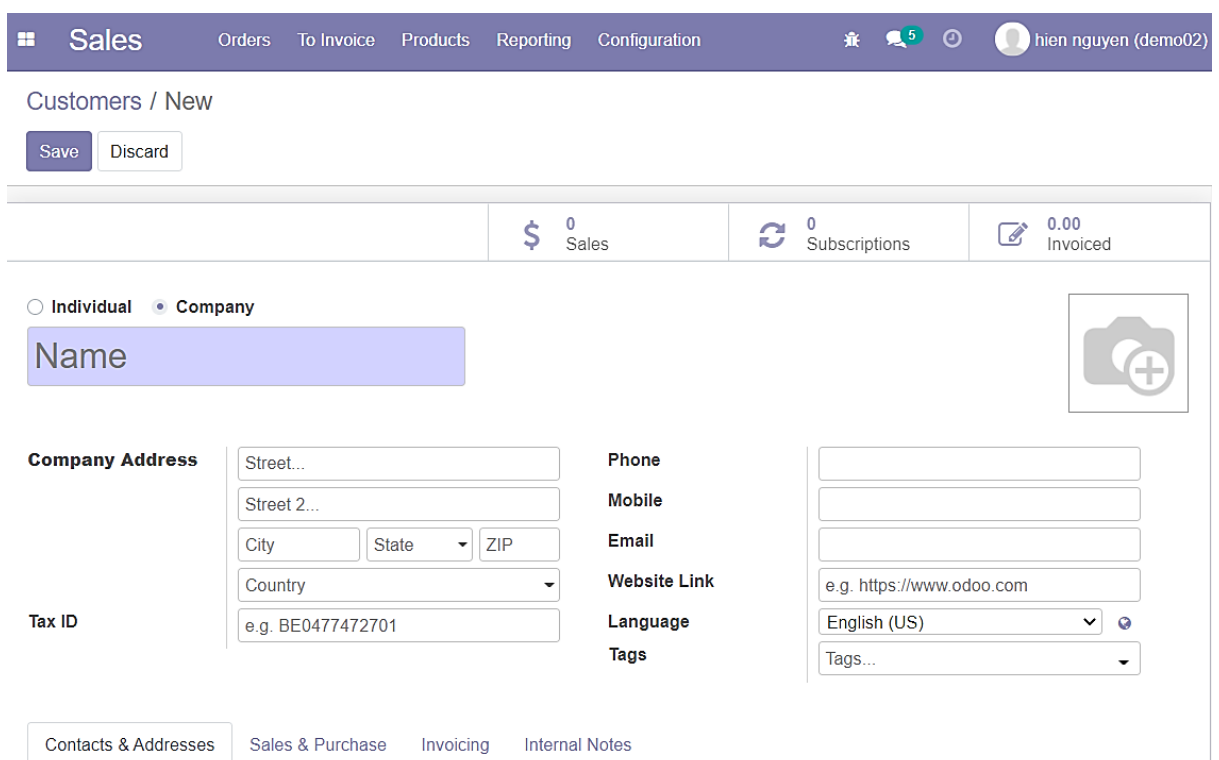 Sales Orders To Invoice Products Reporting Configuration 5 hien nguyen (demo02)
Customers / New
Save Discard
0
Sales
0
Subscriptions
0.00
Invoiced
Individual Company
Name
Company Address
Street...
Street 2...
City State ZIP
Country
Tax ID
e.g. BE0477472701
Phone
Mobile
Email
Website Link
e.g. https://www.odoo.com
Language
English (US)
Tags
Tags...
Contacts & Addresses Sales & Purchase Invoicing Internal Notes